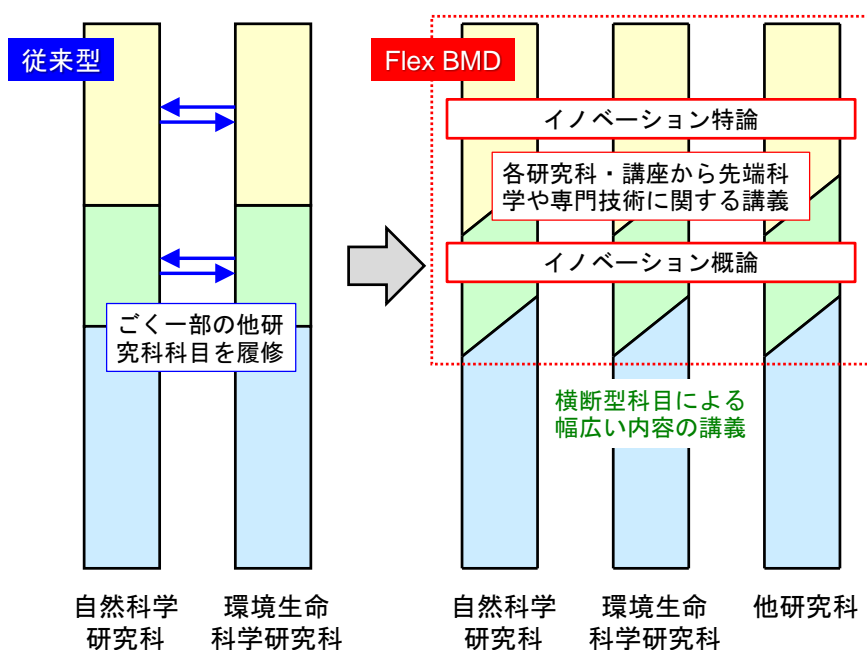 従来型
ごく一部の他研
究科科目を履修
自然科学
研究科
環境生命
科学研究科
Flex BMD
イノベーション特論
各研究科・講座から先端科
学や専門技術に関する講義
イノベーション概論
横断型科目による
幅広い内容の講義
自然科学
研究科
環境生命
科学研究科
他研究科